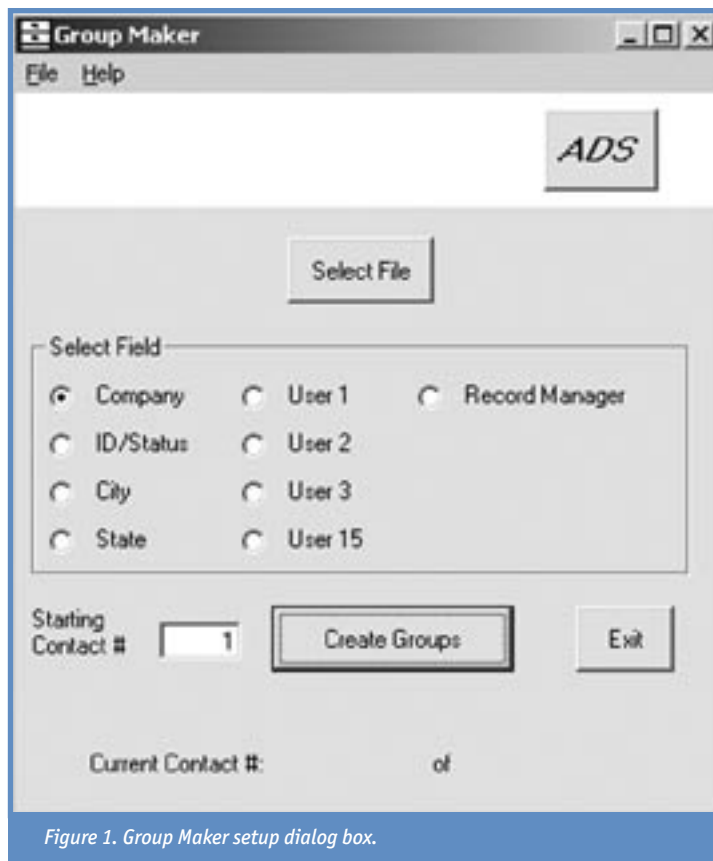 Group Maker
File Help
ADS
Select File
Select Field
Company User 1 Record Manager
ID/Status User 2
City User 3
State User 15
Starting
Contact # 1 Create Groups Exit
Current Contact #: of
Figure 1. Group Maker setup dialog box.